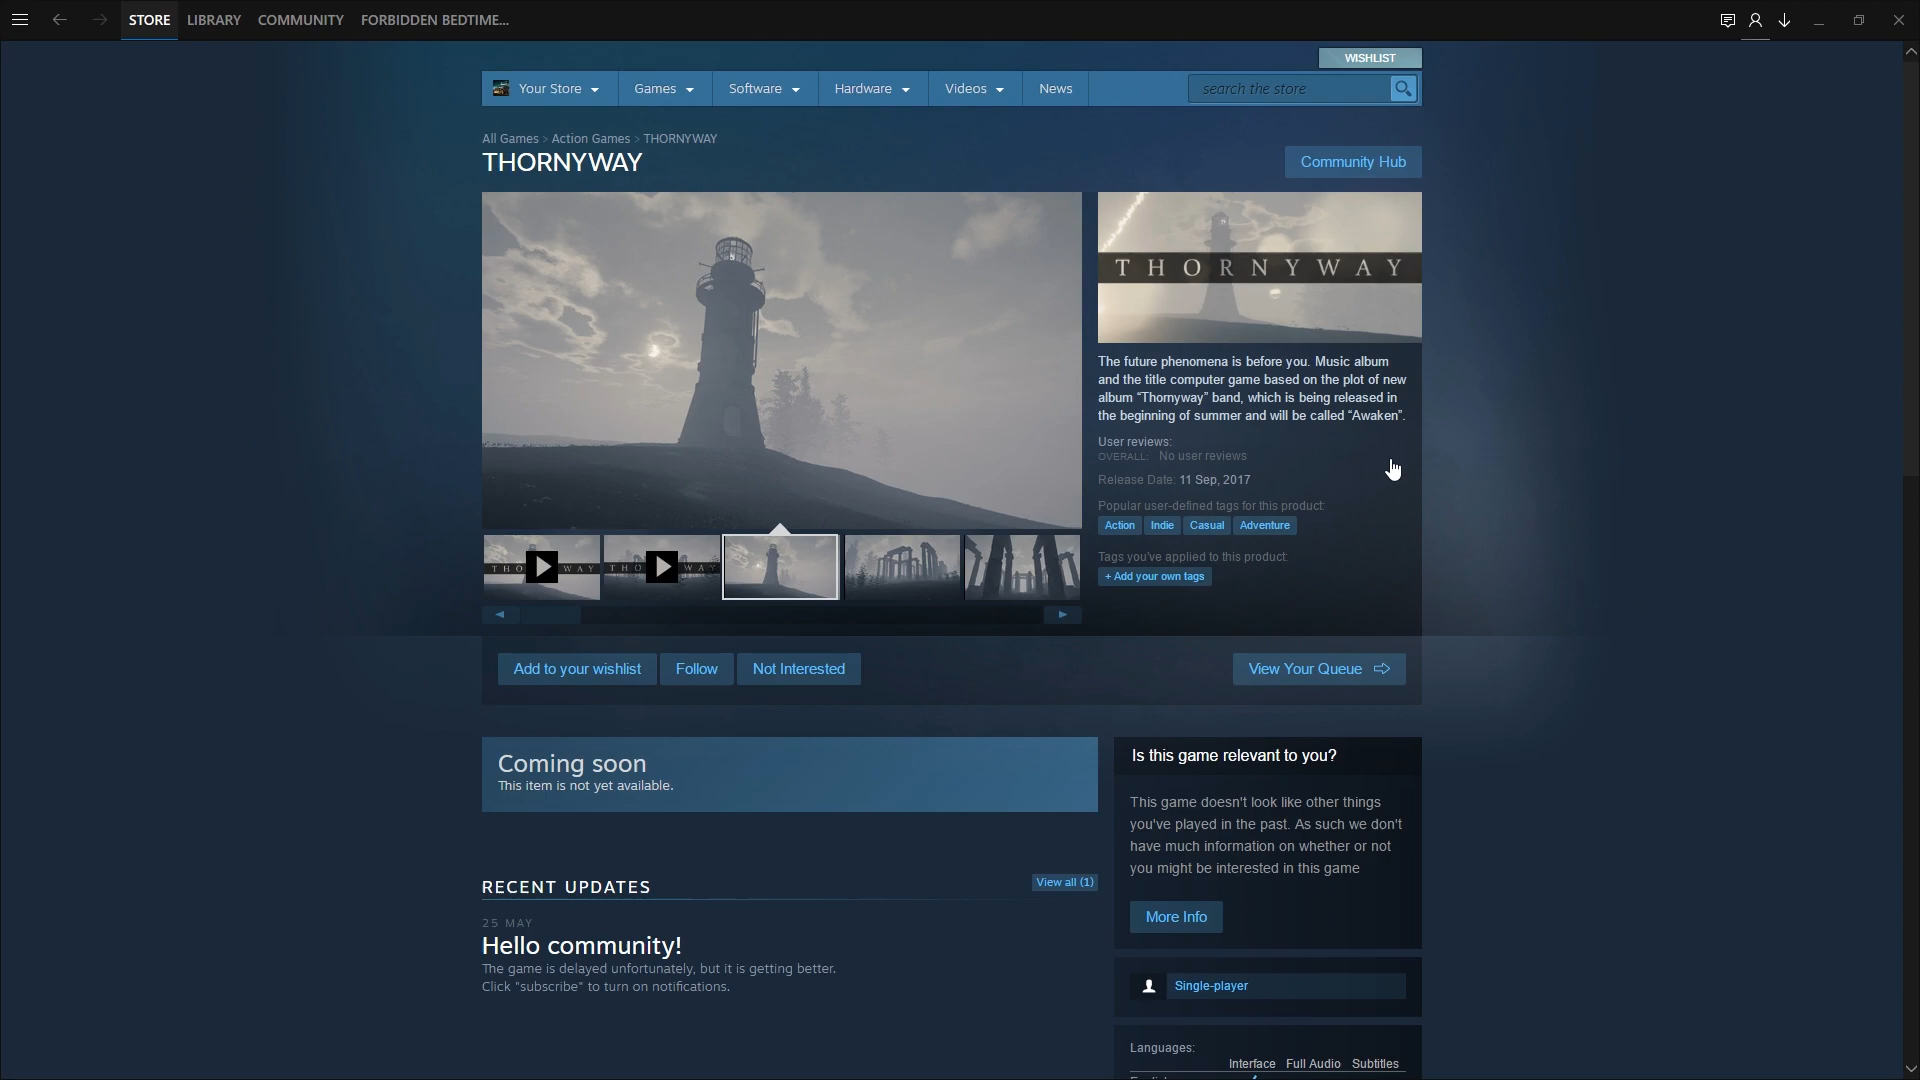 STORE LIBRARY COMMUNITY FORBIDDEN BEDTIME...
WISHLIST
Your Store Games Software Hardware Videos News search the store
All Games > Action Games > THORNYWAY
THORNYWAY
Community Hub
THORNYWAY
The future phenomena is before you. Music album
and the title computer game based on the plot of new
album “Thornyway” band, which is being released in
the beginning of summer and will be called “Awaken”.
User reviews:
OVERALL: No user reviews
Release Date: 11 Sep, 2017
Popular user-defined tags for this product:
Action Indie Casual Adventure
Tags you've applied to this product:
+ Add your own tags
Add to your wishlist Follow Not Interested View Your Queue
Coming soon
This item is not yet available.
Is this game relevant to you?
This game doesn't look like other things
you've played in the past. As such we don't
have much information on whether or not
you might be interested in this game
More Info
RECENT UPDATES View all (1)
25 MAY
Hello community!
The game is delayed unfortunately, but it is getting better.
Click "subscribe" to turn on notifications.
Single-player
Languages:
Interface Full Audio Subtitles